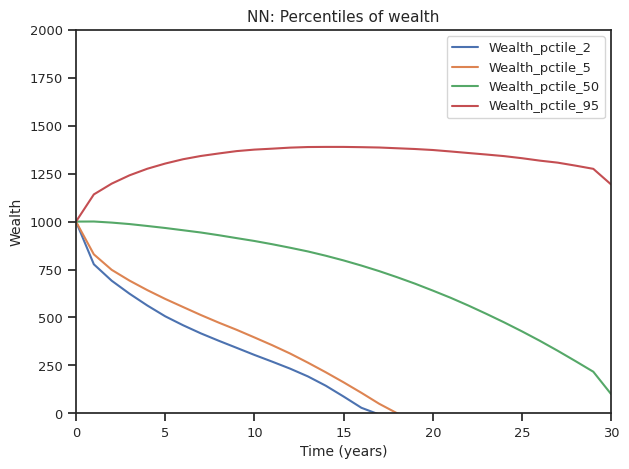 NN: Percentiles of wealth
Wealth_pctile_2
Wealth_pctile_5
Wealth_pctile_50
Wealth_pctile_95
Wealth
2000
1750
1500
1250
1000
750
500
250
0
0 5 10 15 20 25 30
Time (years)